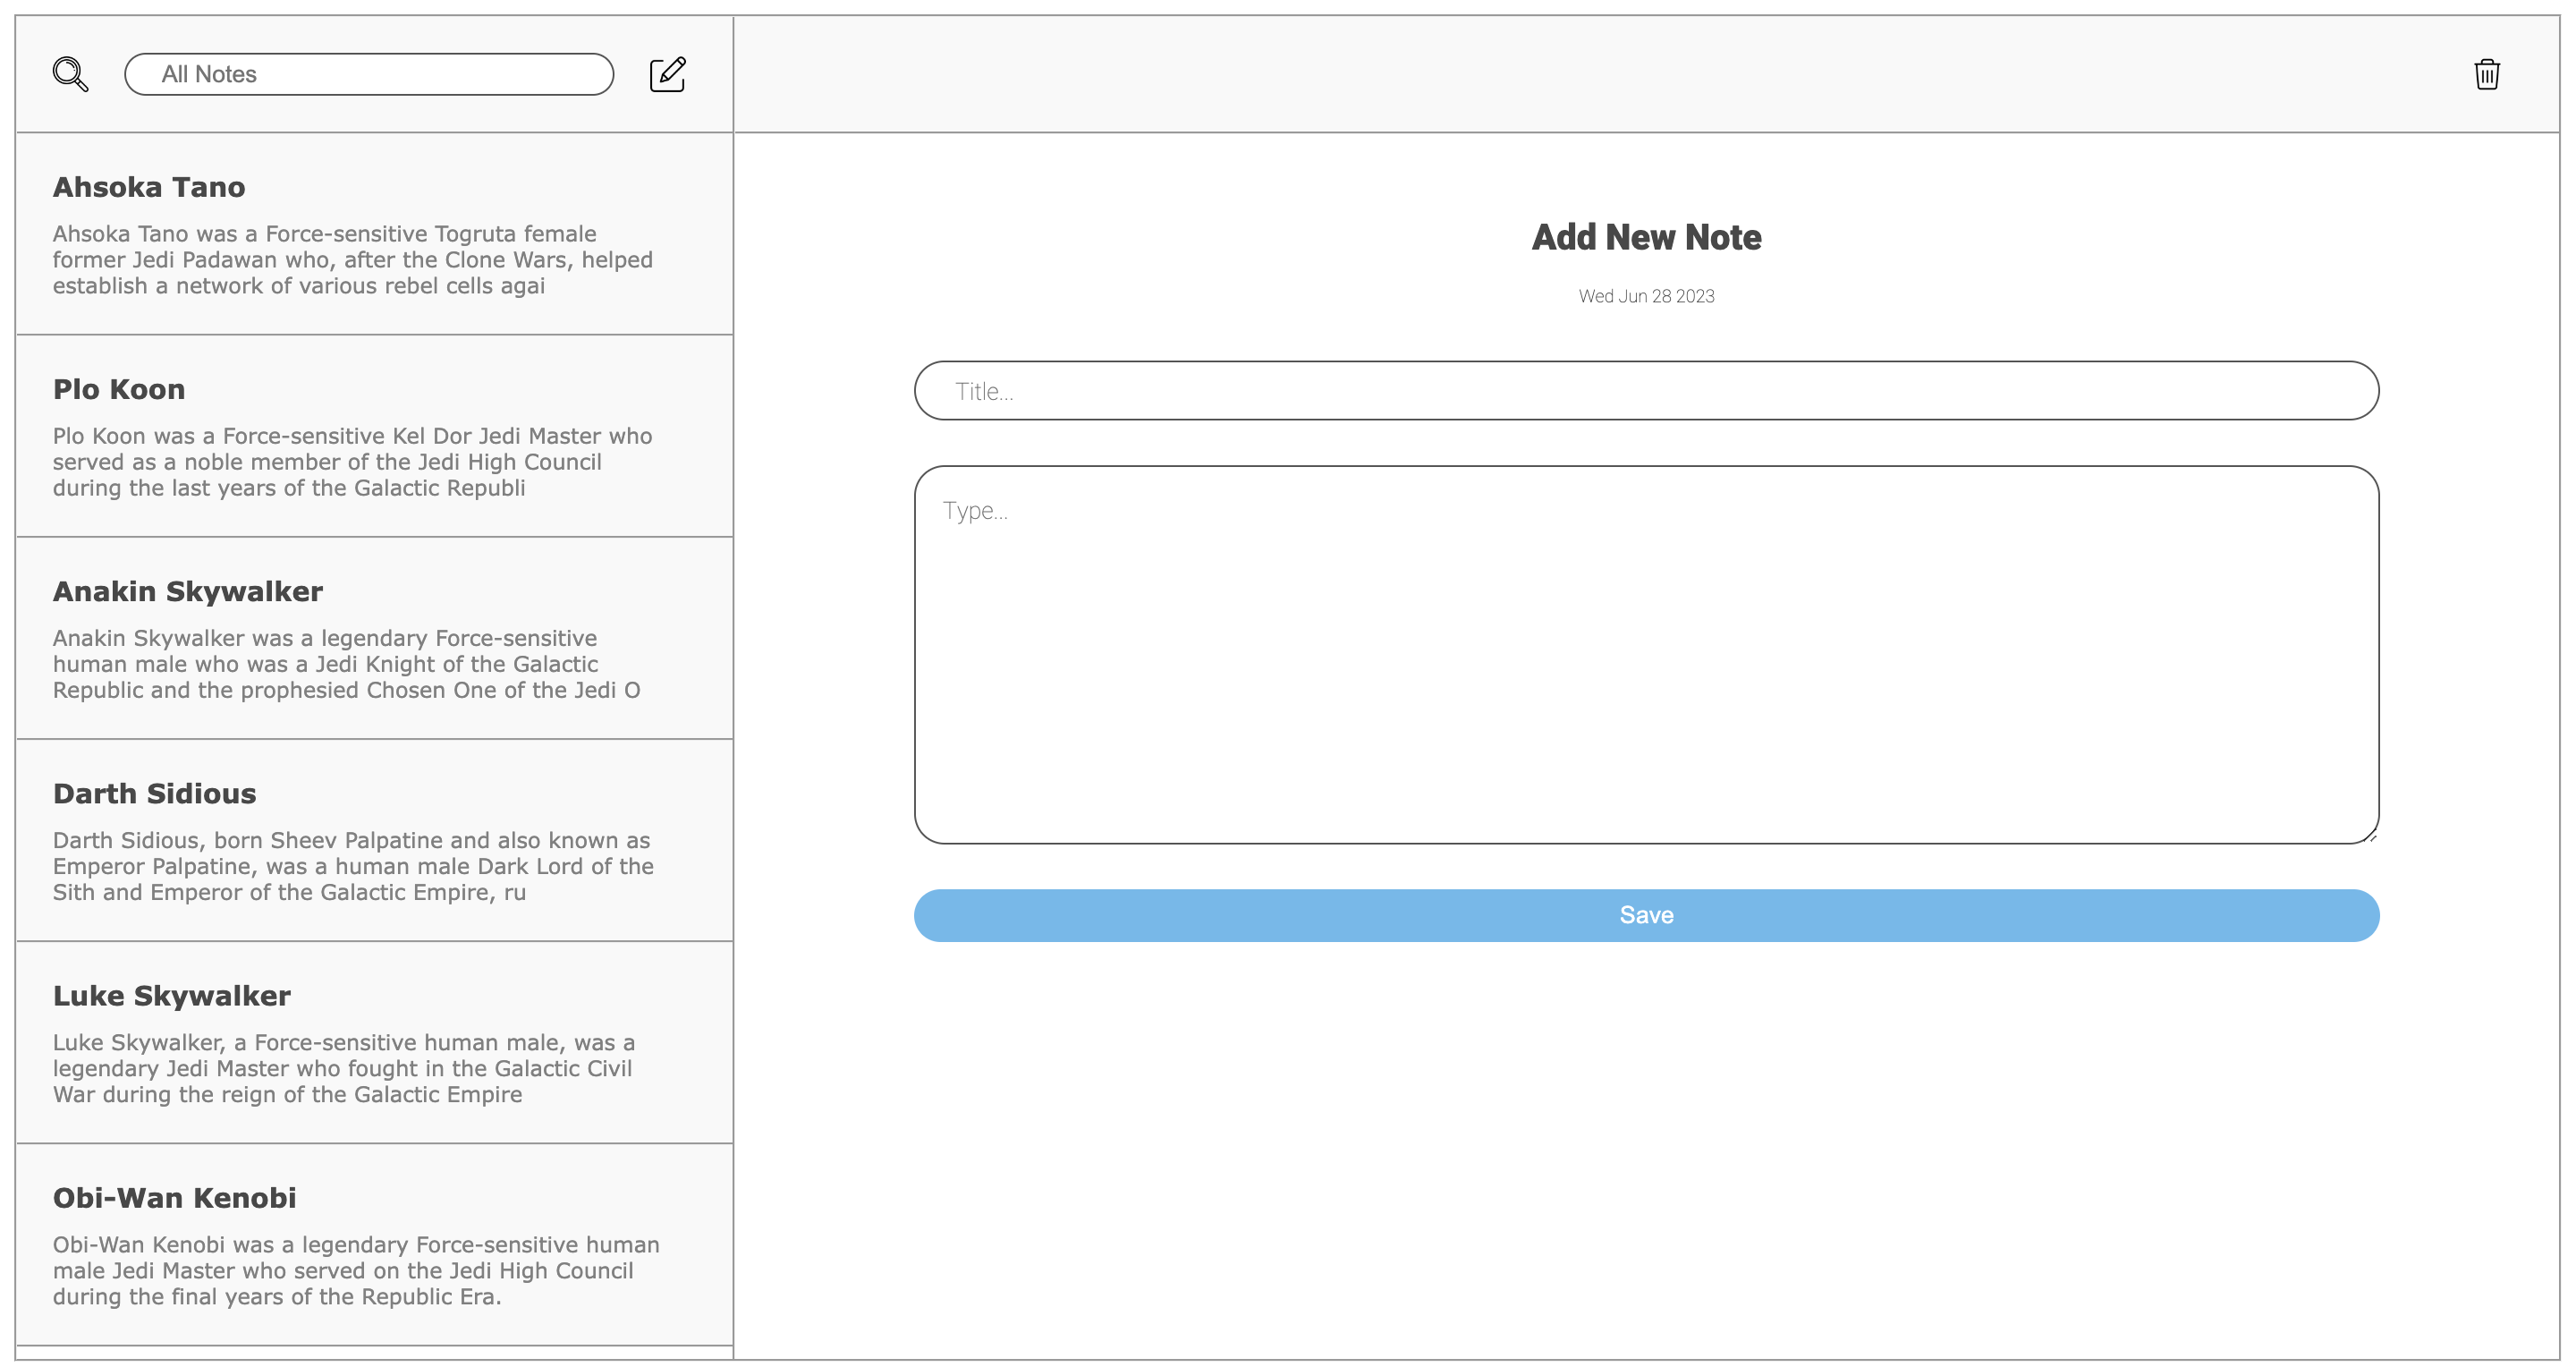 All Notes
Ahsoka Tano
Ahsoka Tano was a Force-sensitive Togruta female
former Jedi Padawan who, after the Clone Wars, helped
establish a network of various rebel cells agai
Plo Koon
Plo Koon was a Force-sensitive Kel Dor Jedi Master who
served as a noble member of the Jedi High Council
during the last years of the Galactic Republi
Anakin Skywalker
Anakin Skywalker was a legendary Force-sensitive
human male who was a Jedi Knight of the Galactic
Republic and the prophesied Chosen One of the Jedi O
Darth Sidious
Darth Sidious, born Sheev Palpatine and also known as
Emperor Palpatine, was a human male Dark Lord of the
Sith and Emperor of the Galactic Empire, ru
Luke Skywalker
Luke Skywalker, a Force-sensitive human male, was a
legendary Jedi Master who fought in the Galactic Civil
War during the reign of the Galactic Empire
Obi-Wan Kenobi
Obi-Wan Kenobi was a legendary Force-sensitive human
male Jedi Master who served on the Jedi High Council
during the final years of the Republic Era.
Add New Note
Wed Jun 28 2023
Title...
Type...
Save